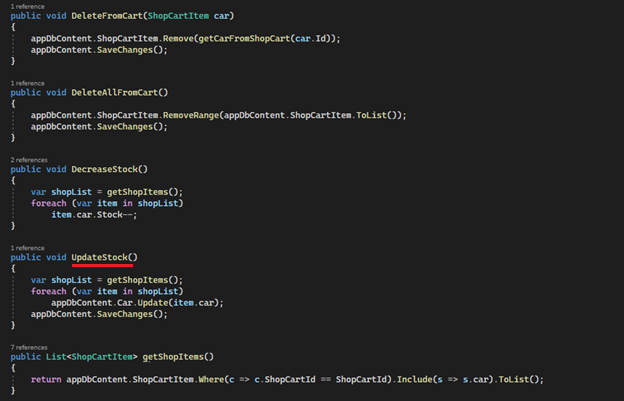 1 reference
public void DeleteFromCart(ShopCartItem car)
{
appDbContent.ShopCartItem.Remove(getCarFromShopCart(car.Id));
appDbContent.SaveChanges();
}
1 reference
public void DeleteAllFromCart()
{
appDbContent.ShopCartItem.RemoveRange(appDbContent.ShopCartItem.ToList());
appDbContent.SaveChanges();
}
2 references
public void DecreaseStock()
{
var shopList = getShopItems();
foreach (var item in shopList)
item.car.Stock--;
}
1 reference
public void UpdateStock()
{
var shopList = getShopItems();
foreach (var item in shopList)
appDbContent.Car.Update(item.car);
appDbContent.SaveChanges();
}
7 references
public List<ShopCartItem> getShopItems()
{
return appDbContent.ShopCartItem.Where(c => c.ShopCartId == ShopCartId).Include(s => s.car).ToList();
}